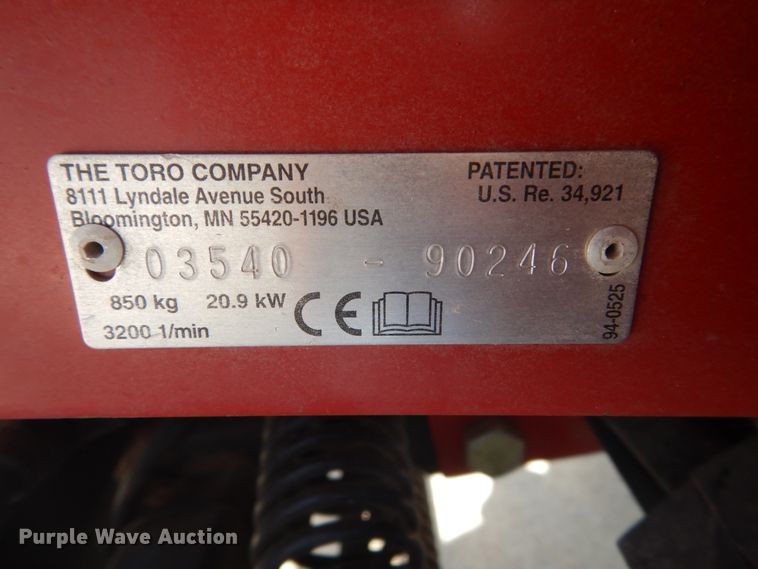 THE TORO COMPANY
8111 Lyndale Avenue South
Bloomington, MN 55420-1196 USA
PATENTED:
U.S. Re. 34,921
03540 - 90246
850 kg 20.9 kW
3200 1/min
CE
94-0525
Purple Wave Auction